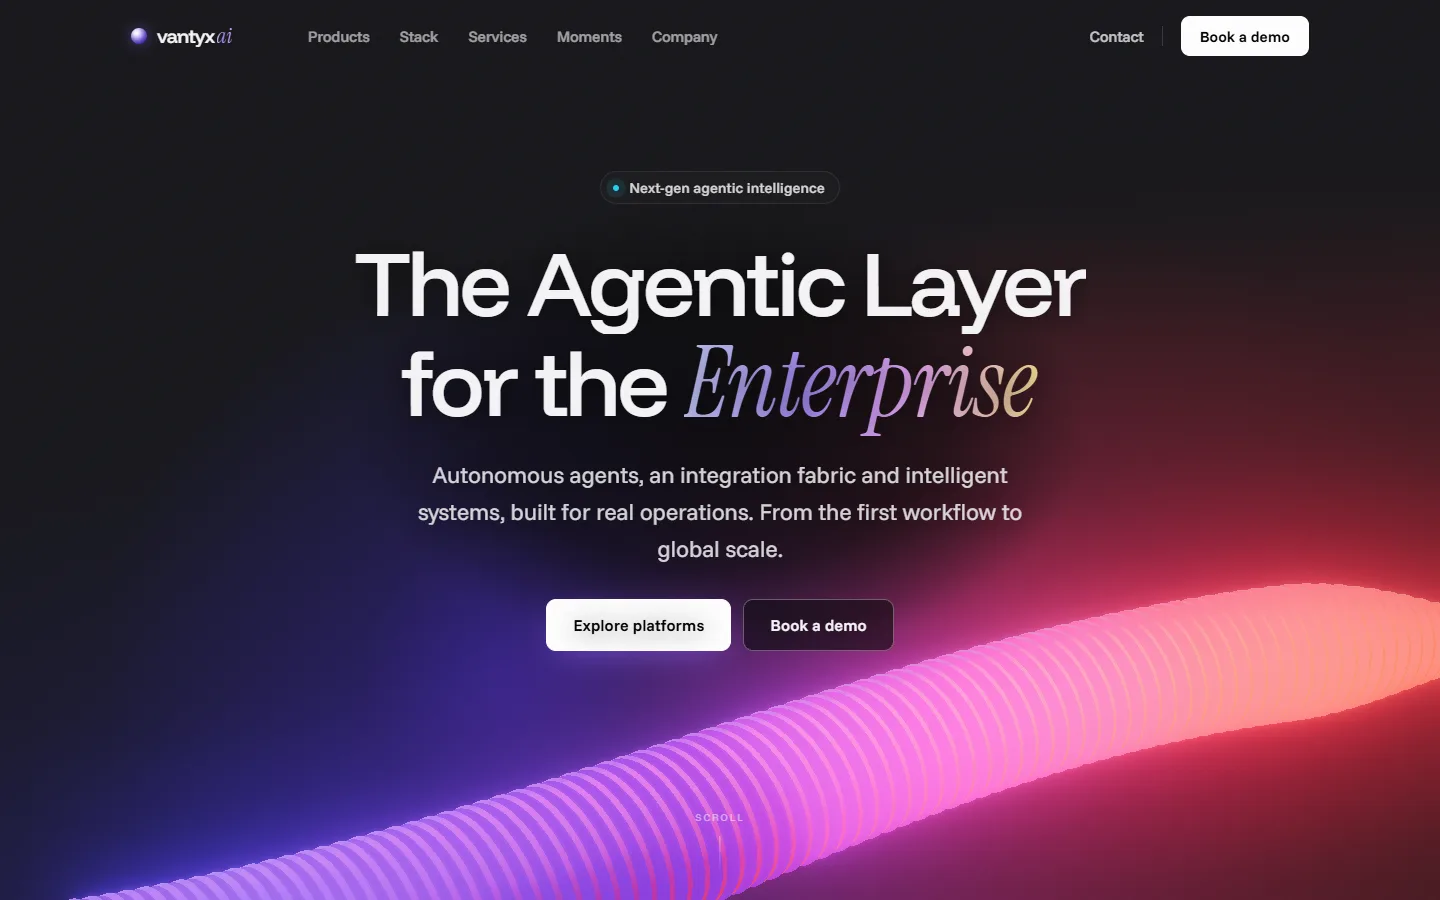 vantyx ai
Products
Stack
Services
Moments
Company
Contact
Book a demo
Next-gen agentic intelligence
The Agentic Layer
for the Enterprise
Autonomous agents, an integration fabric and intelligent
systems, built for real operations. From the first workflow to
global scale.
Explore platforms
Book a demo
SCROLL